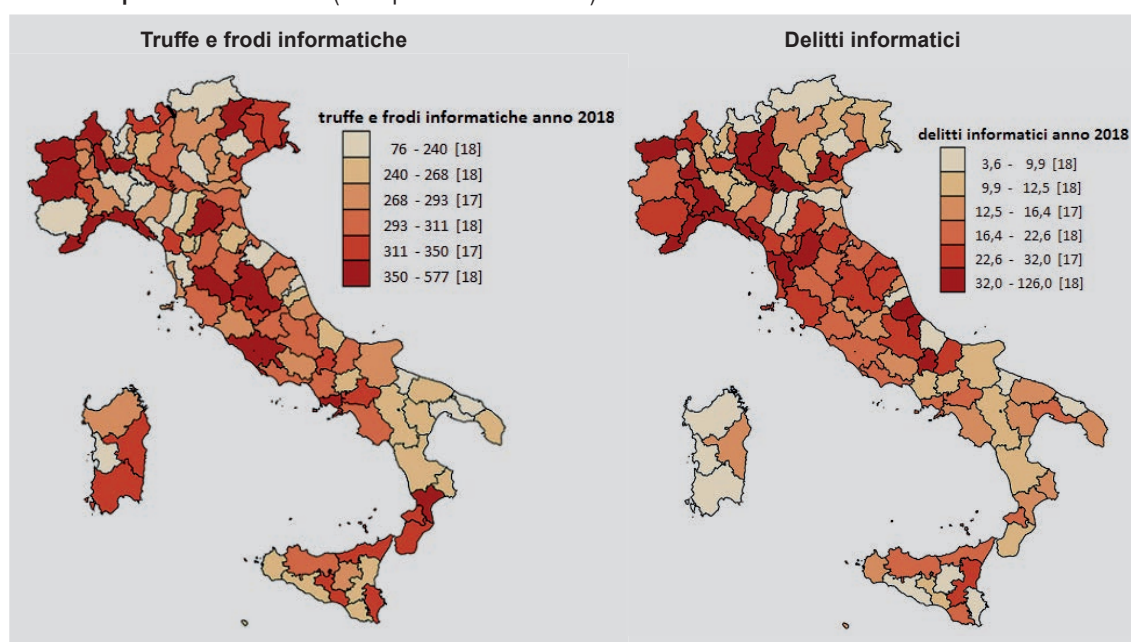 Truffe e frodi informatiche
Delitti informatici
truffe e frodi informatiche anno 2018
76 - 240 [18]
240 - 268 [18]
268 - 293 [17]
293 - 311 [18]
311 - 350 [17]
350 - 577 [18]
delitti informatici anno 2018
3,6 - 9,9 [18]
9,9 - 12,5 [18]
12,5 - 16,4 [17]
16,4 - 22,6 [18]
22,6 - 32,0 [17]
32,0 - 126,0 [18]